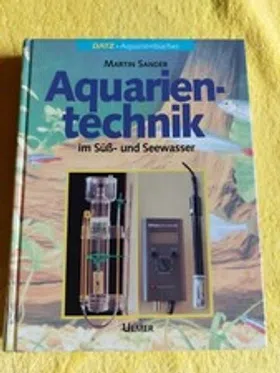 DATZ-Aquarienbücher
MARTIN SANDER
Aquarien-
technik
im Süß- und Seewasser
ULMER